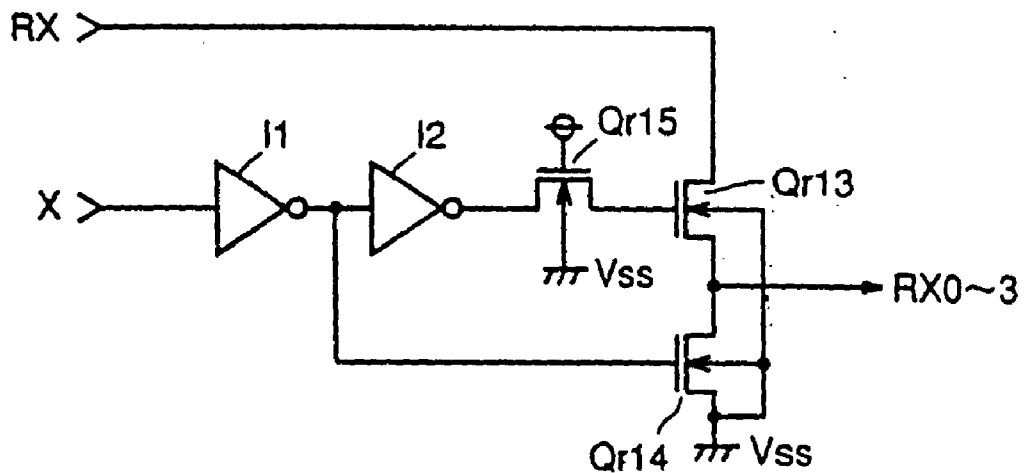 RX
I1
I2
Qr15
X
Qr13
Vss
RX0~3
Qr14
Vss